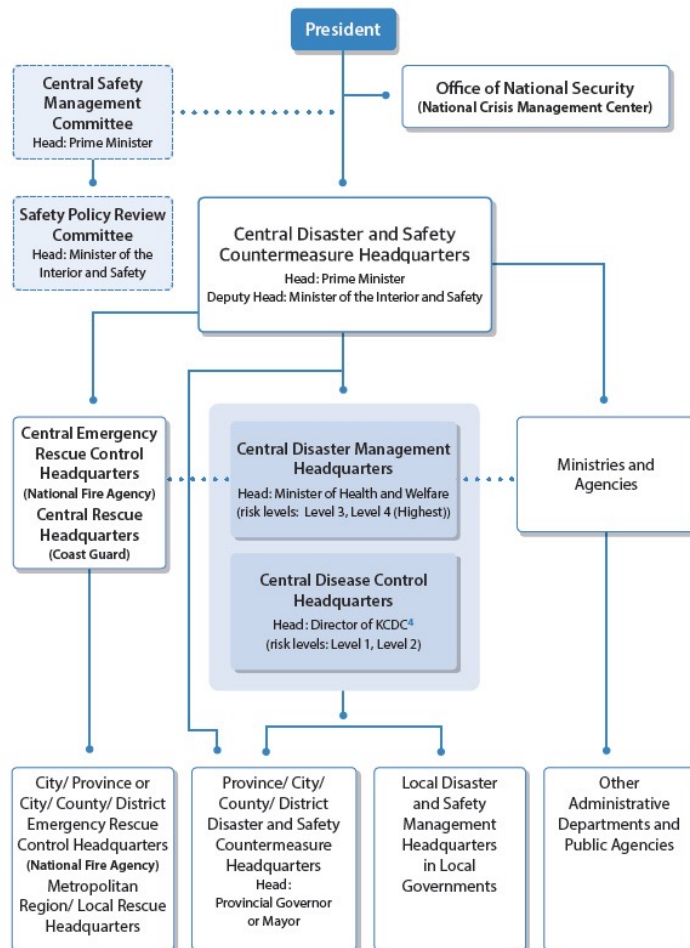 President
Central Safety
Management
Committee
Head: Prime Minister
Office of National Security
(National Crisis Management Center)
Safety Policy Review
Committee
Head: Minister of the
Interior and Safety
Central Disaster and Safety
Countermeasure Headquarters
Head: Prime Minister
Deputy Head: Minister of the Interior and Safety
Central Emergency
Rescue Control
Headquarters
(National Fire Agency)
Central Rescue
Headquarters
(Coast Guard)
Central Disaster Management
Headquarters
Head: Minister of Health and Welfare
(risk levels: Level 3, Level 4 (Highest))
Ministries and
Agencies
Central Disease Control
Headquarters
Head: Director of KCDC4
(risk levels: Level 1, Level 2)
City/ Province or
City/ County/ District
Emergency Rescue
Control Headquarters
(National Fire Agency)
Metropolitan
Region/ Local Rescue
Headquarters
Province/ City/
County/ District
Disaster and Safety
Countermeasure
Headquarters
Head:
Provincial Governor
or Mayor
Local Disaster
and Safety
Management
Headquarters
in Local
Governments
Other
Administrative
Departments and
Public Agencies